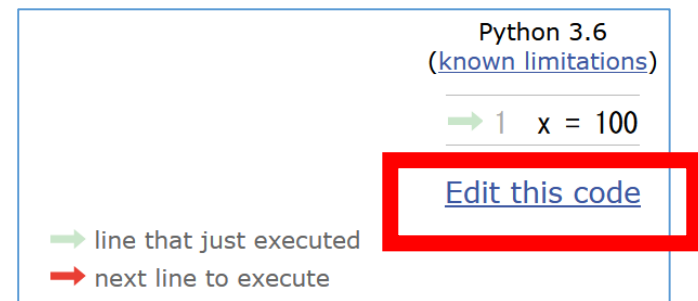 Python 3.6
(known limitations)
1 x = 100
Edit this code
line that just executed
next line to execute